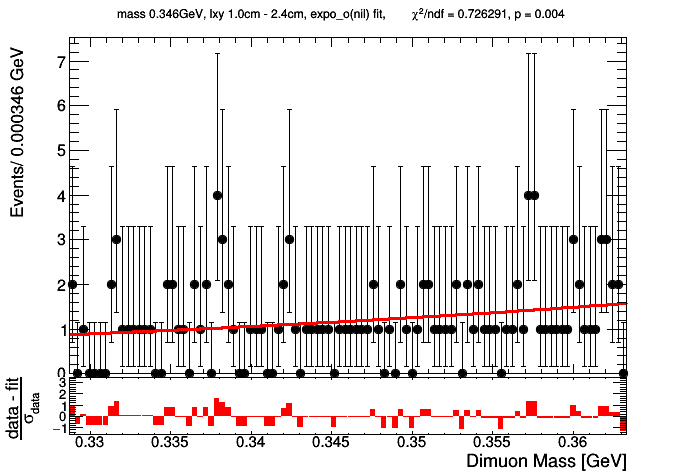 mass 0.346GeV, lxy 1.0cm - 2.4cm, expo_o(nil) fit, χ²/ndf = 0.726291, p = 0.004
Events/ 0.000346 GeV
7
6
5
4
3
2
1
0
data - fit
σdata
3
2
1
0
−1
0.33 0.335 0.34 0.345 0.35 0.355 0.36
Dimuon Mass [GeV]